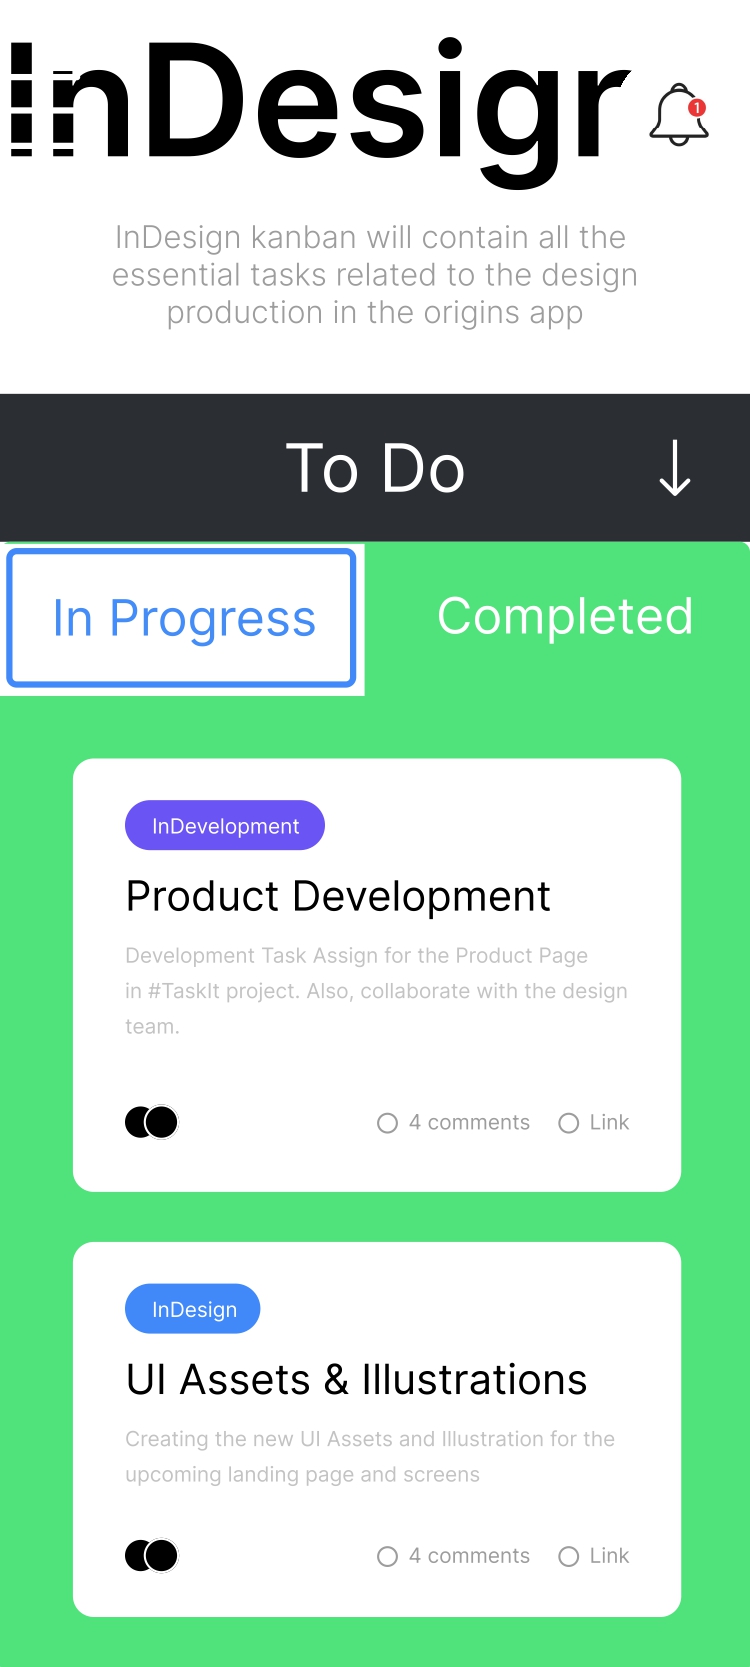 InDesigr
1
InDesign kanban will contain all the
essential tasks related to the design
production in the origins app
To Do
In Progress
Completed
InDevelopment
Product Development
Development Task Assign for the Product Page
in #TaskIt project. Also, collaborate with the design
team.
4 comments
Link
InDesign
UI Assets & Illustrations
Creating the new UI Assets and Illustration for the
upcoming landing page and screens
4 comments
Link